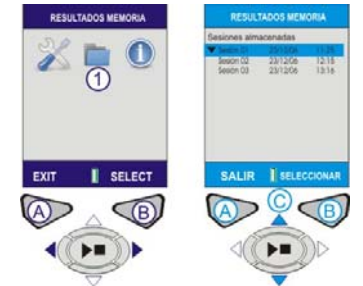 RESULTADOS MEMORIA
1
EXIT SELECT
A B
RESULTADOS MEMORIA
Sesiones almacenadas
Sesión 01 23/12/06 11:25
Sesión 02 23/12/06 12:15
Sesión 03 23/12/06 13:16
SALIR SELECCIONAR
A C B